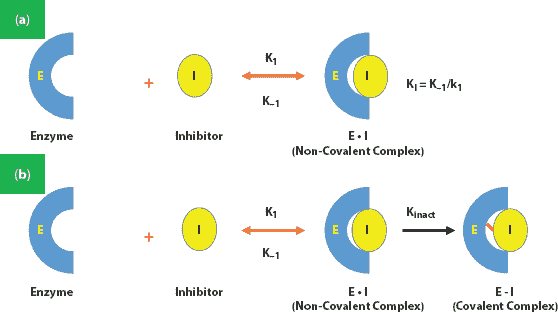 (a)
E + I K1 K–1 E I KI = K–1/k1
Enzyme Inhibitor E • I
(Non-Covalent Complex)
(b)
E + I K1 K–1 E I Kinact E I
Enzyme Inhibitor E • I E - I
(Non-Covalent Complex) (Covalent Complex)